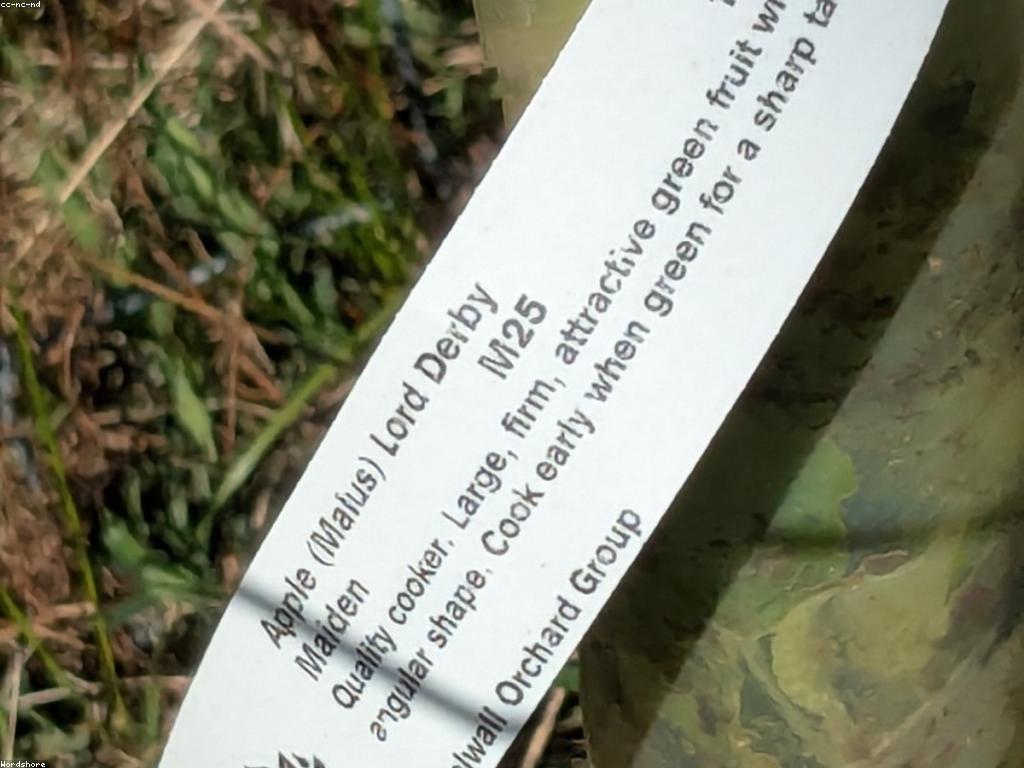 cc-nc-nd
Apple (Malus) Lord Derby
Maiden M25
Quality cooker. Large, firm, attractive green fruit
angular shape. Cook early when green for a sharp
Orchard Group
Wordshore